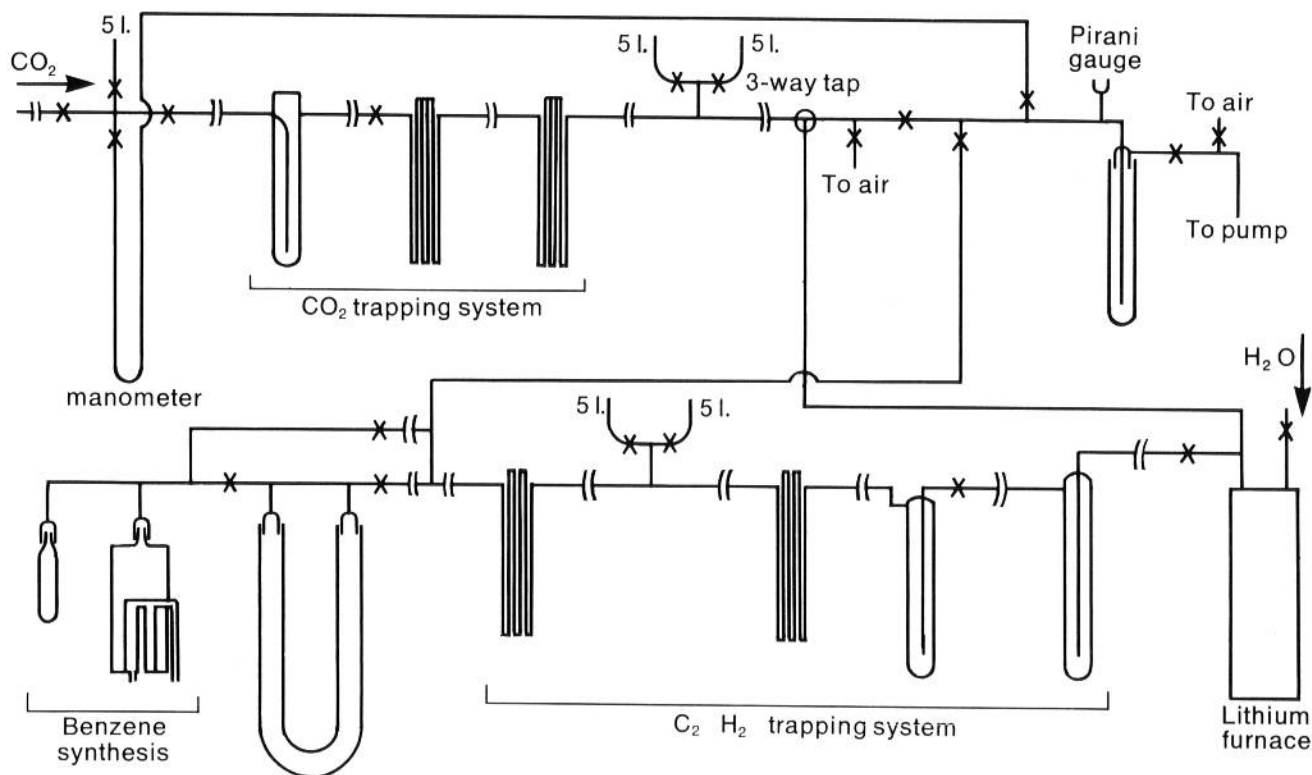 5 l.
CO₂
5 l.
5 l.
3-way tap
Pirani
gauge
To air
To air
To pump
CO₂ trapping system
manometer
H₂ O
5 l.
5 l.
Benzene
synthesis
C₂ H₂ trapping system
Lithium
furnace